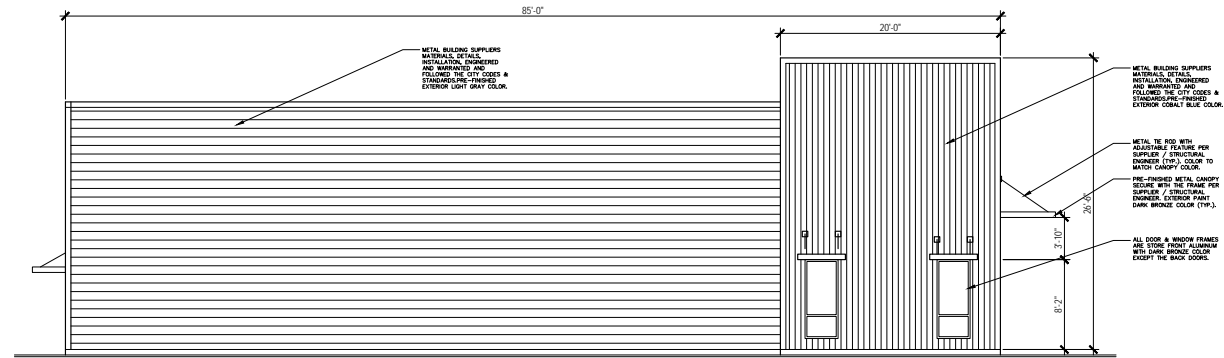 85'-0"
20'-0"
METAL BUILDING SUPPLIERS
MATERIALS, DETAILS,
INSTALLATION, ENGINEERED
AND WARRANTED AND
FOLLOWED THE CITY CODES &
STANDARDS.PRE-FINISHED
EXTERIOR LIGHT GRAY COLOR.
METAL BUILDING SUPPLIERS
MATERIALS, DETAILS,
INSTALLATION, ENGINEERED
AND WARRANTED AND
FOLLOWED THE CITY CODES &
STANDARDS.PRE-FINISHED
EXTERIOR COBALT BLUE COLOR.
METAL TIE ROD WITH
ADJUSTABLE FEATURE PER
SUPPLIER / STRUCTURAL
ENGINEER (TYP.). COLOR TO
MATCH CANOPY COLOR.
PRE-FINISHED METAL CANOPY
SECURE WITH THE FRAME PER
SUPPLIER / STRUCTURAL
ENGINEER. EXTERIOR PAINT
DARK BRONZE COLOR (TYP.).
26'-6"
3'-10"
ALL DOOR & WINDOW FRAMES
ARE STORE FRONT ALUMINUM
WITH DARK BRONZE COLOR
EXCEPT THE BACK DOORS.
8'-2"